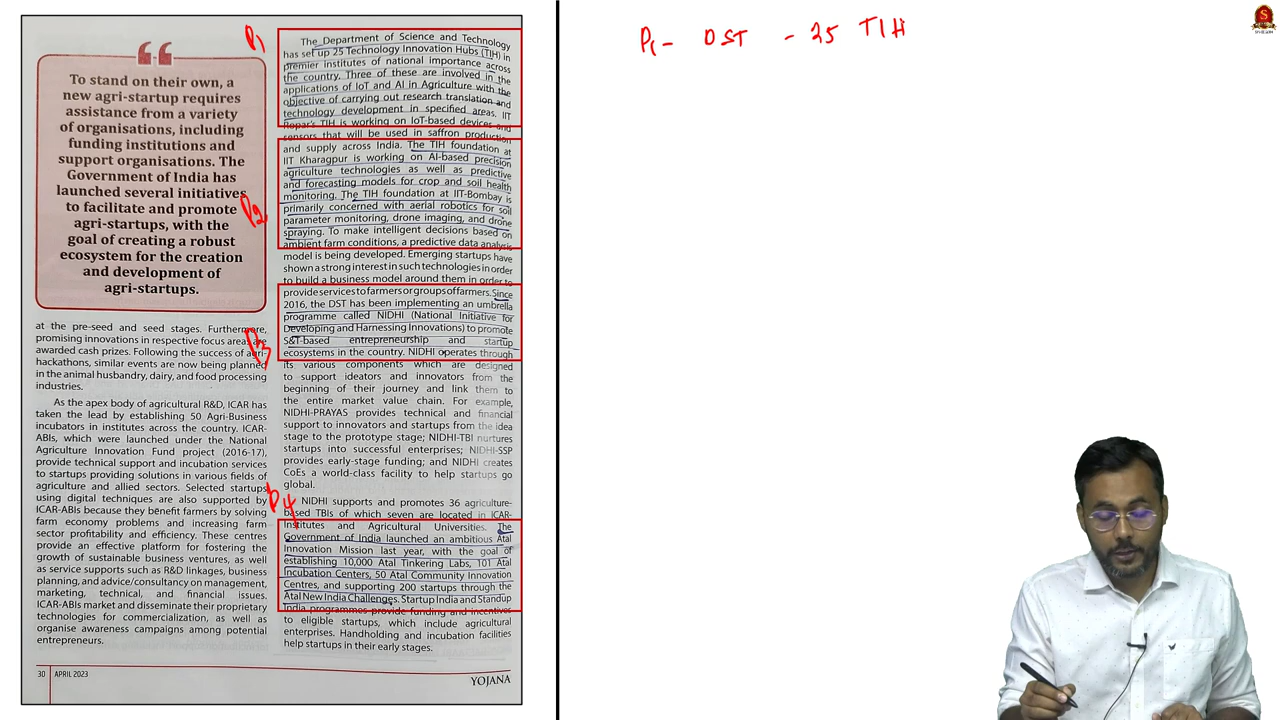 To stand on their own, a
new agri-startup requires
assistance from a variety
of organisations, including
funding institutions and
support organisations. The
Government of India has
launched several initiatives
to facilitate and promote
agri-startups, with the
goal of creating a robust
ecosystem for the creation
and development of
agri-startups.
at the pre-seed and seed stages. Furthermore,
promising innovations in respective focus areas are
awarded cash prizes. Following the success of agri-
hackathons, similar events are now being planned
in the animal husbandry, dairy, and food processing
industries.
As the apex body of agricultural R&D, ICAR has
taken the lead by establishing 50 Agri-Business
incubators in institutes across the country. ICAR-
ABIs, which were launched under the National
Agriculture Innovation Fund project (2016-17),
provide technical support and incubation services
to startups providing solutions in various fields of
agriculture and allied sectors. Selected startups
using digital techniques are also supported by
ICAR-ABIs because they benefit farmers by solving
farm economy problems and increasing farm
sector profitability and efficiency. These centres
provide an effective platform for fostering the
growth of sustainable business ventures, as well
as service supports such as R&D linkages, business
planning, and advice/consultancy on management,
marketing, technical, and financial issues.
ICAR-ABIs market and disseminate their proprietary
technologies for commercialization, as well as
organise awareness campaigns among potential
entrepreneurs.
P1
The Department of Science and Technology
has set up 25 Technology Innovation Hubs (TIH) in
premier institutes of national importance across
the country. Three of these are involved in the
applications of IoT and AI in Agriculture with the
objective of carrying out research translation and
technology development in specified areas. IIT
Ropar's TIH is working on IoT-based devices and
sensors that will be used in saffron production
and supply across India. The TIH foundation at
IIT Kharagpur is working on AI-based precision
agriculture technologies as well as predictive
and forecasting models for crop and soil health
monitoring. The TIH foundation at IIT-Bombay is
P2
primarily concerned with aerial robotics for soil
parameter monitoring, drone imaging, and drone
spraying. To make intelligent decisions based on
ambient farm conditions, a predictive data analysis
model is being developed. Emerging startups have
shown a strong interest in such technologies in order
to build a business model around them in order to
provide services to farmers or groups of farmers. Since
2016, the DST has been implementing an umbrella
programme called NIDHI (National Initiative for
Developing and Harnessing Innovations) to promote
P3
S&T-based entrepreneurship and startup
ecosystems in the country. NIDHI operates through
its various components which are designed
to support ideators and innovators from the
beginning of their journey and link them to
the entire market value chain. For example,
NIDHI-PRAYAS provides technical and financial
support to innovators and startups from the idea
stage to the prototype stage; NIDHI-TBI nurtures
startups into successful enterprises; NIDHI-SSP
provides early-stage funding; and NIDHI creates
CoEs a world-class facility to help startups go
global.
P4
NIDHI supports and promotes 36 agriculture-
based TBIs of which seven are located in ICAR-
Institutes and Agricultural Universities. The
Government of India launched an ambitious Atal
Innovation Mission last year, with the goal of
establishing 10,000 Atal Tinkering Labs, 101 Atal
Incubation Centers, 50 Atal Community Innovation
Centres, and supporting 200 startups through the
Atal New India Challenges. Startup India and Standup
India programmes provide funding and incentives
to eligible startups, which include agricultural
enterprises. Handholding and incubation facilities
help startups in their early stages.
30 APRIL 2023
YOJANA
P1 - DST - 25 TIH